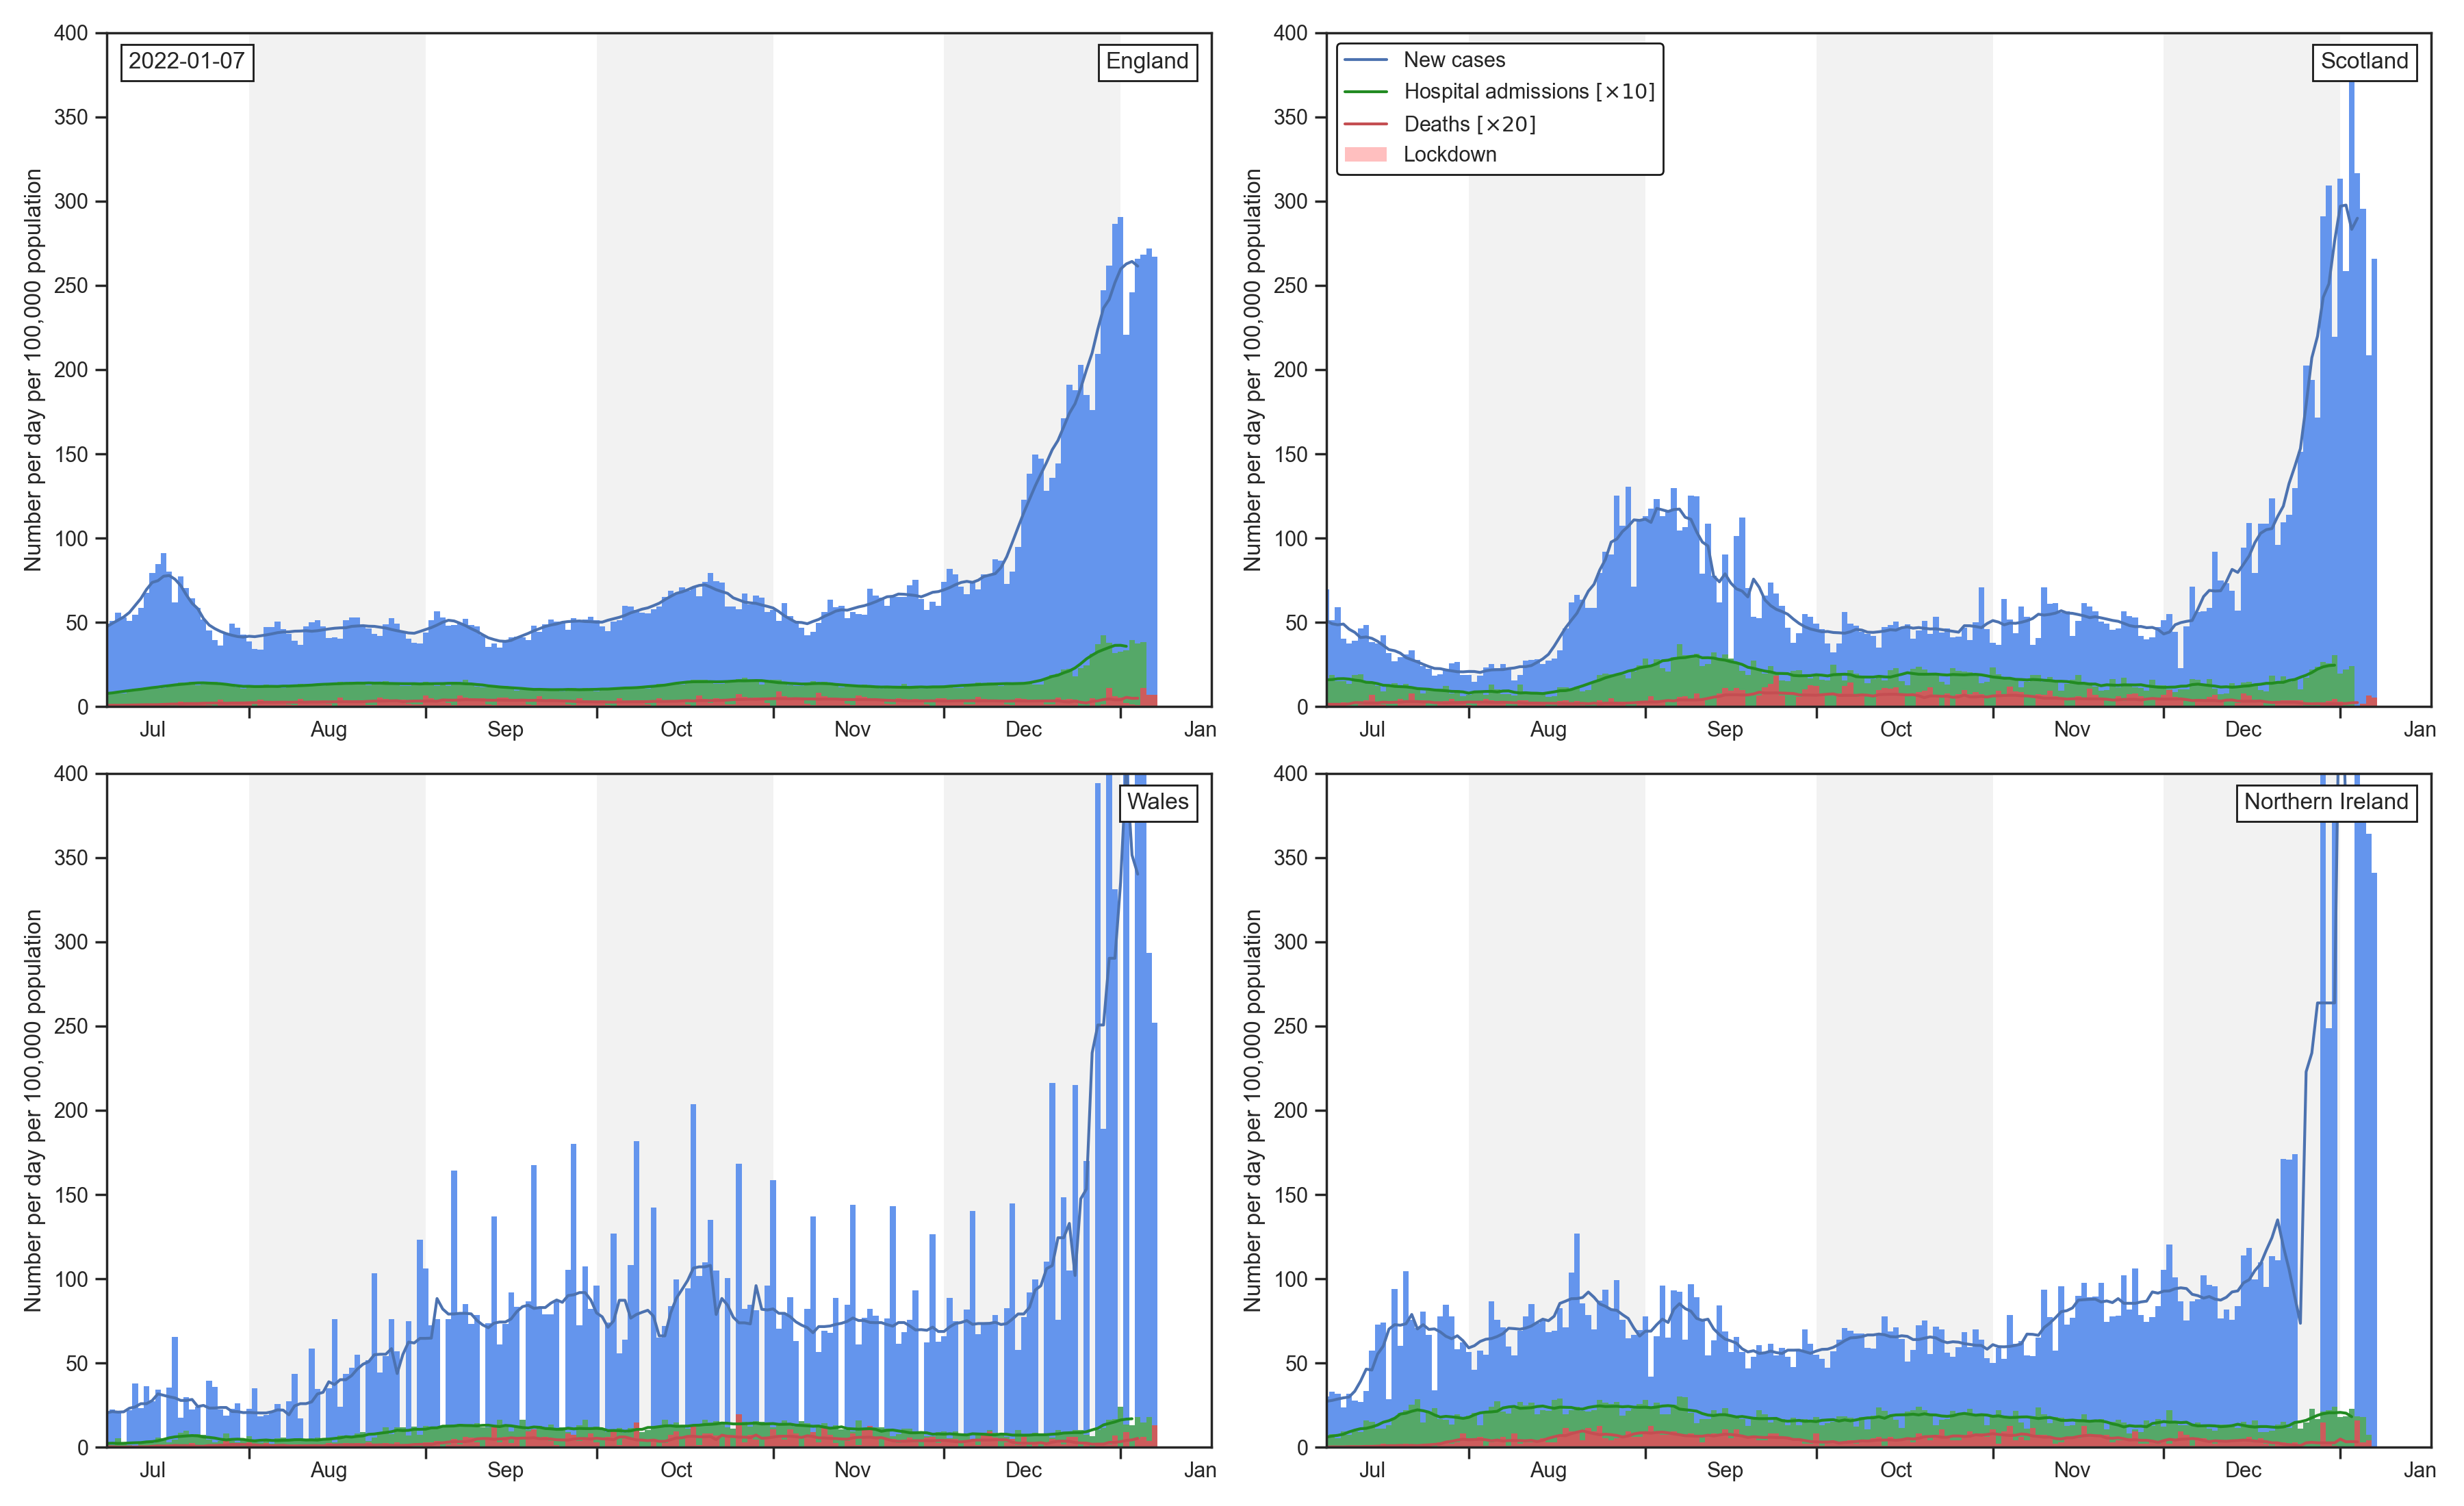 400
350
300
250
200
150
100
50
0
Number per day per 100,000 population
2022-01-07
England
Jul Aug Sep Oct Nov Dec Jan
400
350
300
250
200
150
100
50
0
Number per day per 100,000 population
New cases
Hospital admissions [×10]
Deaths [×20]
Lockdown
Scotland
Jul Aug Sep Oct Nov Dec Jan
400
350
300
250
200
150
100
50
0
Number per day per 100,000 population
Wales
Jul Aug Sep Oct Nov Dec Jan
400
350
300
250
200
150
100
50
0
Number per day per 100,000 population
Northern Ireland
Jul Aug Sep Oct Nov Dec Jan